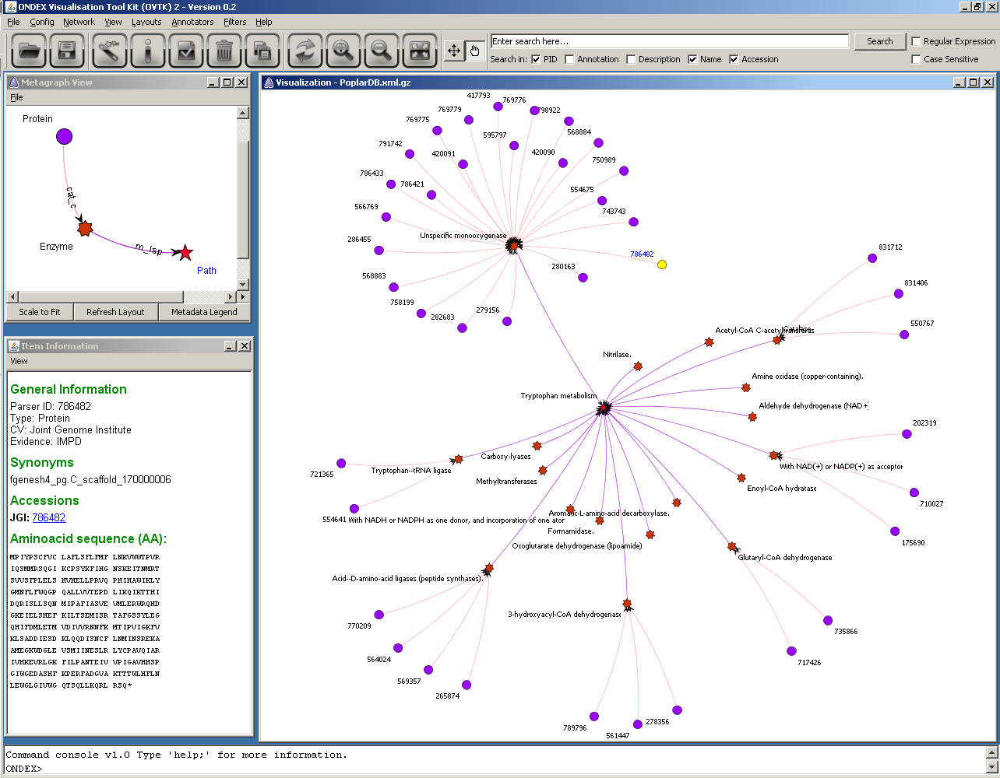 ONDEX Visualisation Tool Kit (OVTK) 2 - Version 0.2
File Config Network View Layouts Annotators Filters Help
Enter search here...
Search
Regular Expression
Search in: PID Annotation Description Name Accession
Case Sensitive
Metagraph View
File
Protein
cat_c
Enzyme
m_isp
Path
Scale to Fit
Refresh Layout
Metadata Legend
Item Information
View
General Information
Parser ID: 786482
Type: Protein
CV: Joint Genome Institute
Evidence: IMPD
Synonyms
fgenesh4_pg.C_scaffold_170000006
Accessions
JGI: 786482
Aminoacid sequence (AA):
MPIYPSCFVC LAFLSFLFMF LNKVWWTPVR
IQSMMRSQGI KCPSYKFIHG NSKEITNMRT
SVVSFPLELS HVHELLPRVQ PHIHAWIKLY
GMNFLFWQGP QALLVVTEPD LIKQIKTTHI
DQRISLLSQN MIPAFIASVE VMLERWRQHD
GKEIELSHEF KILTSEMISR TAFGSSYLEG
QHIFDMLETM VDIVVRNNFK MTIPVIGKFV
KLSADDIESD KLQQDISNCF LNMINSREKA
AMEGKWDGLE VSMIINESLR LYCPAVQIAR
IVHKEVRLGK FILPANTEIV VPIGAVHHSP
GIWGEDASHF KPERFADGVA KTTTWLHFLN
LEWGLGIVWG QTSQLLKQRL RSQ*
Visualization - PoplarDB.xml.gz
417793
769776
769779
798922
769775
595797
568884
791742
420091
420090
750989
786433
786421
554675
566769
743743
Unspecific monooxygenase
286455
786482
280163
568883
758199
282683
279156
831712
831406
550767
Acetyl-CoA C-acetyltransferas
Nitrilase.
Amine oxidase (copper-containing).
Tryptophan metabolism
Aldehyde dehydrogenase (NAD+)
202319
Carboxy-lyases
With NAD(+) or NADP(+) as acceptor
Tryptophan--tRNA ligase
721365
Methyltransferases
Enoyl-CoA hydratase
710027
554641
With NADH or NADPH as one donor, and incorporation of one ator
Aromatic-L-amino-acid decarboxylase.
Formamidase.
175690
Oxoglutarate dehydrogenase (lipoamide)
Glutaryl-CoA dehydrogenase
Acid--D-amino-acid ligases (peptide synthases).
3-hydroxyacyl-CoA dehydrogenase
770209
735866
564024
717426
569357
265874
789796
278356
561447
Command console v1.0 Type 'help;' for more information.
ONDEX>